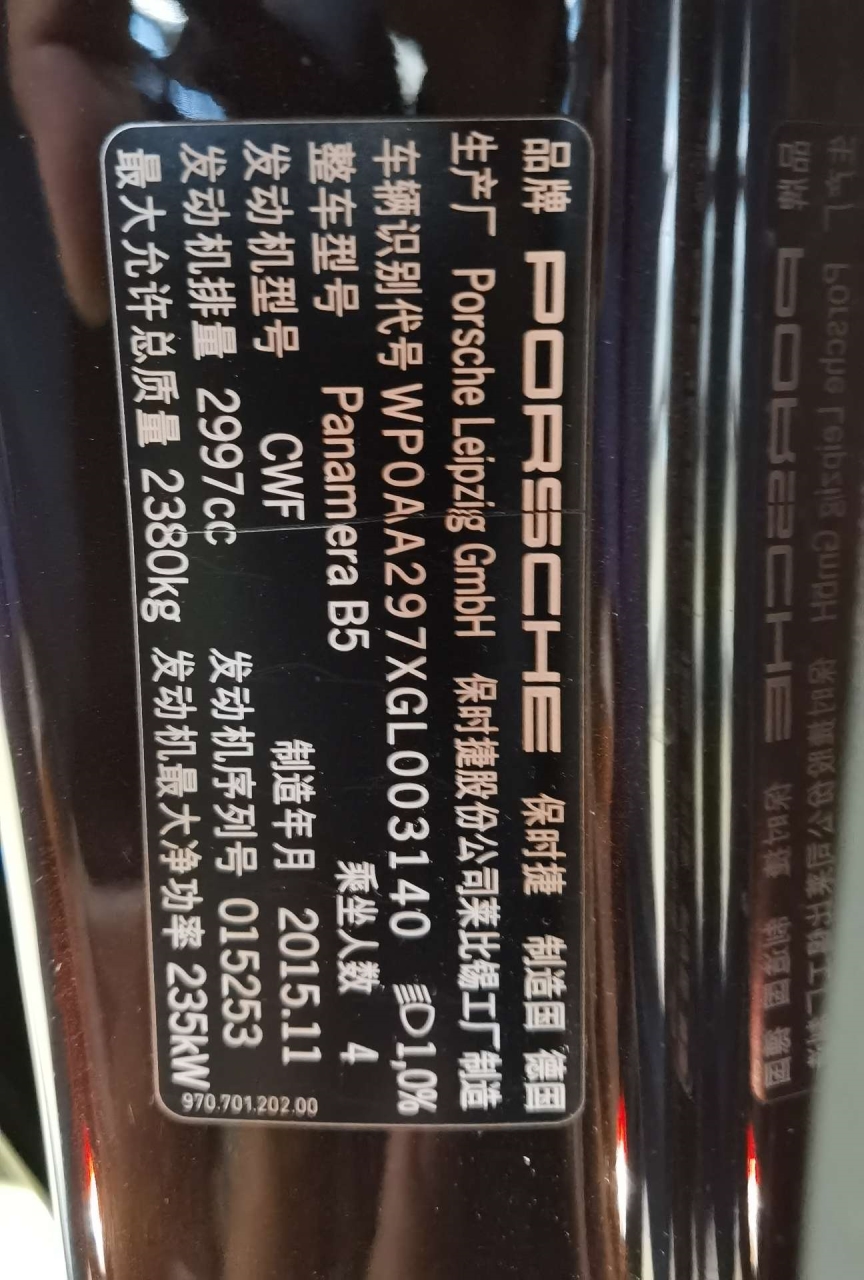 品牌 PORSCHE 保时捷 制造国 德国
生产厂 Porsche Leipzig GmbH 保时捷股份公司莱比锡工厂制造
车辆识别代号 WP0AA297XGL003140 1,0%
整车型号 Panamera B5 乘坐人数 4
发动机型号 CWF 制造年月 2015.11
发动机排量 2997cc 发动机序列号 015253
最大允许总质量 2380kg 发动机最大净功率 235kW
970.701.202.00